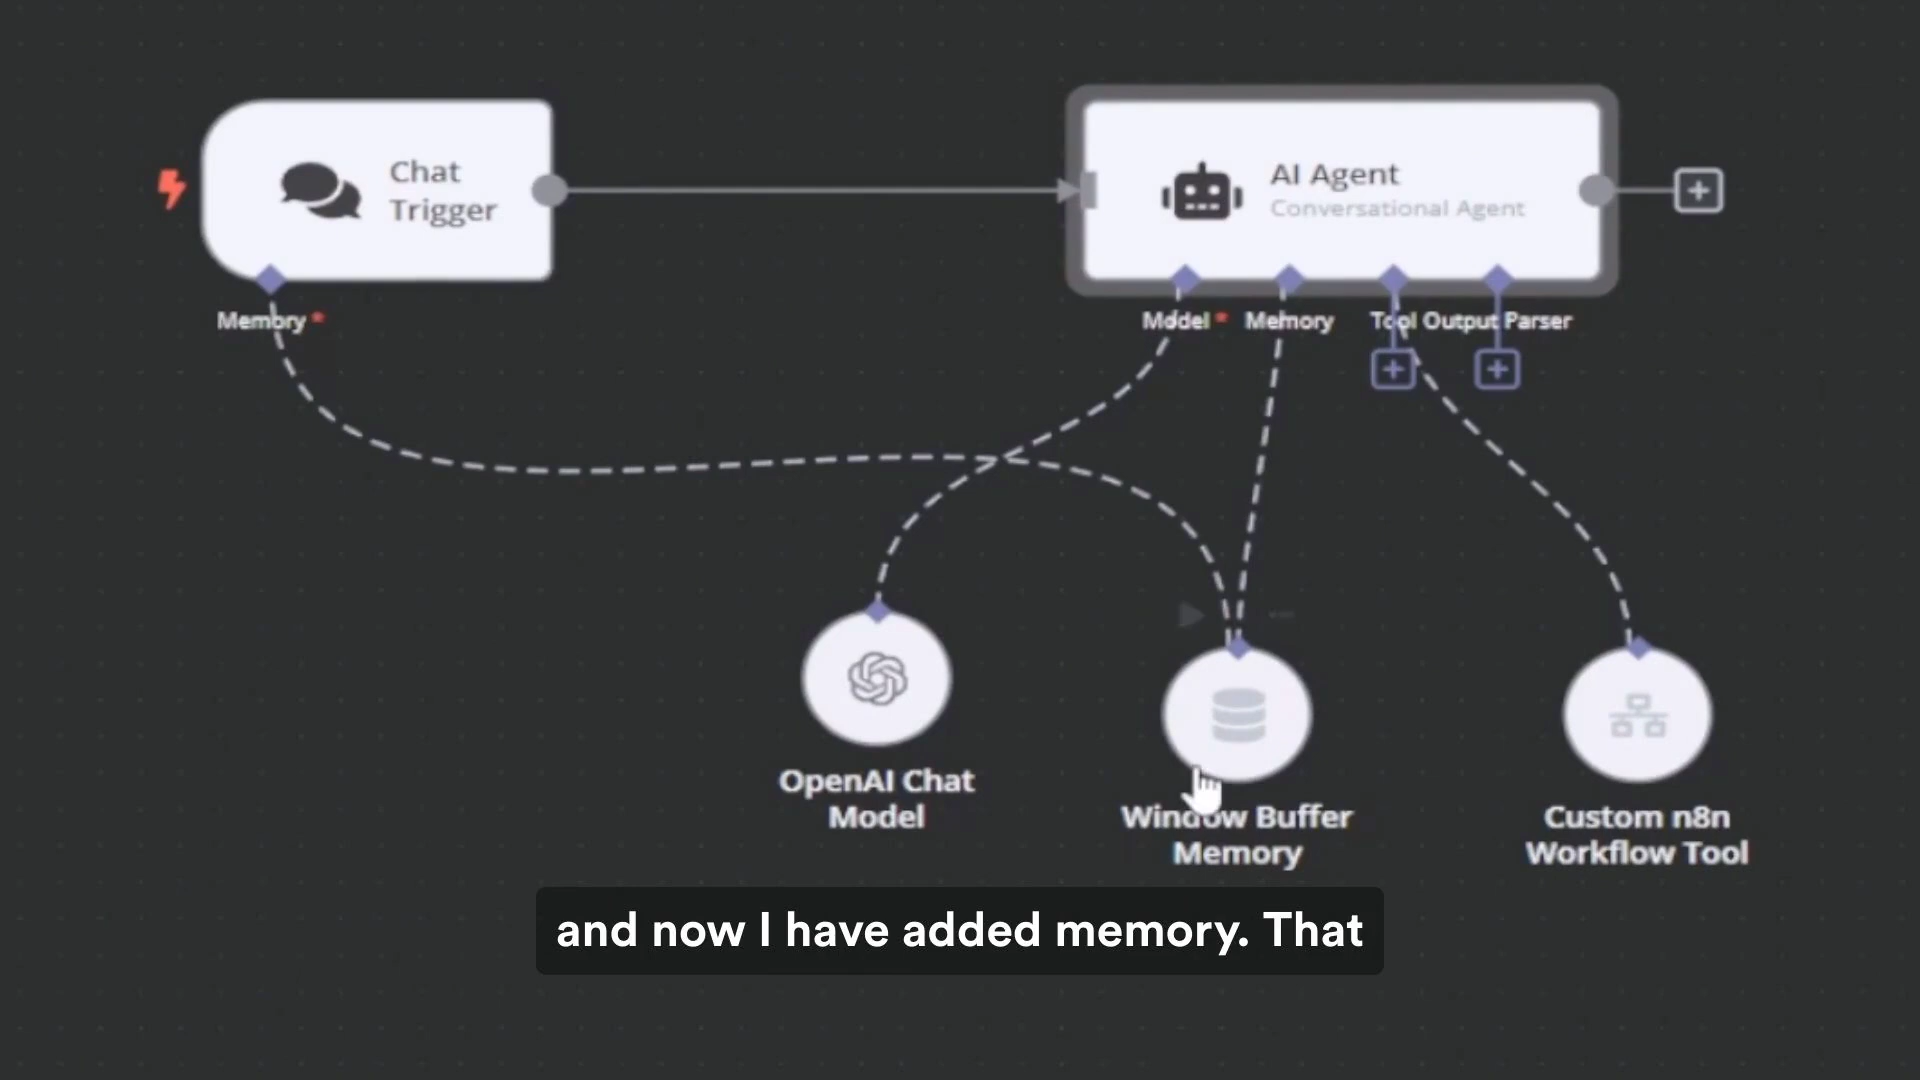 Chat
Trigger
AI Agent
Conversational Agent
Memory *
Model * Memory Tool Output Parser
OpenAI Chat
Model
Window Buffer
Memory
Custom n8n
Workflow Tool
and now I have added memory. That